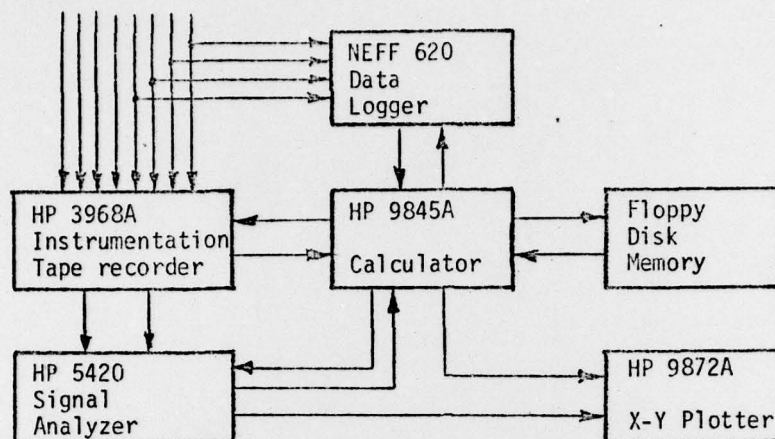 NEFF 620
Data
Logger
HP 3968A
Instrumentation
Tape recorder
HP 9845A
Calculator
Floppy
Disk
Memory
HP 5420
Signal
Analyzer
HP 9872A
X-Y Plotter